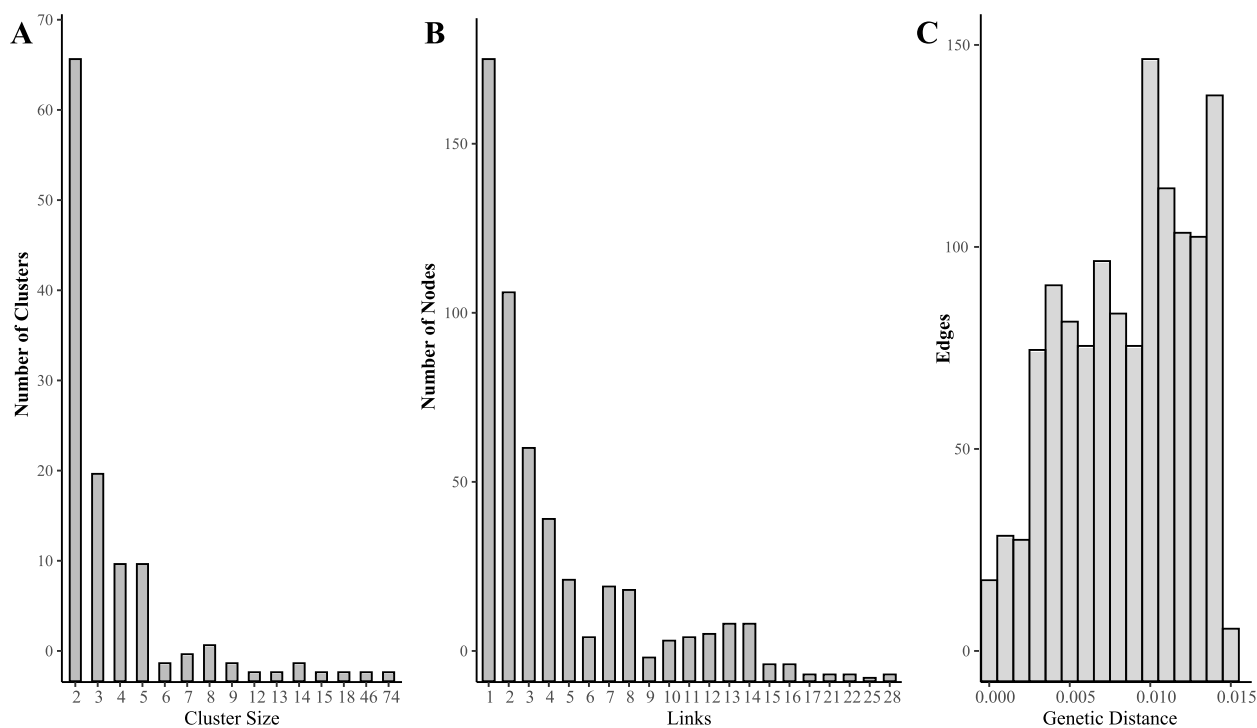 A
Number of Clusters
70
60
50
40
30
20
10
0
2 3 4 5 6 7 8 9 12 13 14 15 18 46 74
Cluster Size
B
Number of Nodes
150
100
50
0
1 2 3 4 5 6 7 8 9 10 11 12 13 14 15 16 17 21 22 25 28
Links
C
Edges
150
100
50
0
0.000 0.005 0.010 0.015
Genetic Distance